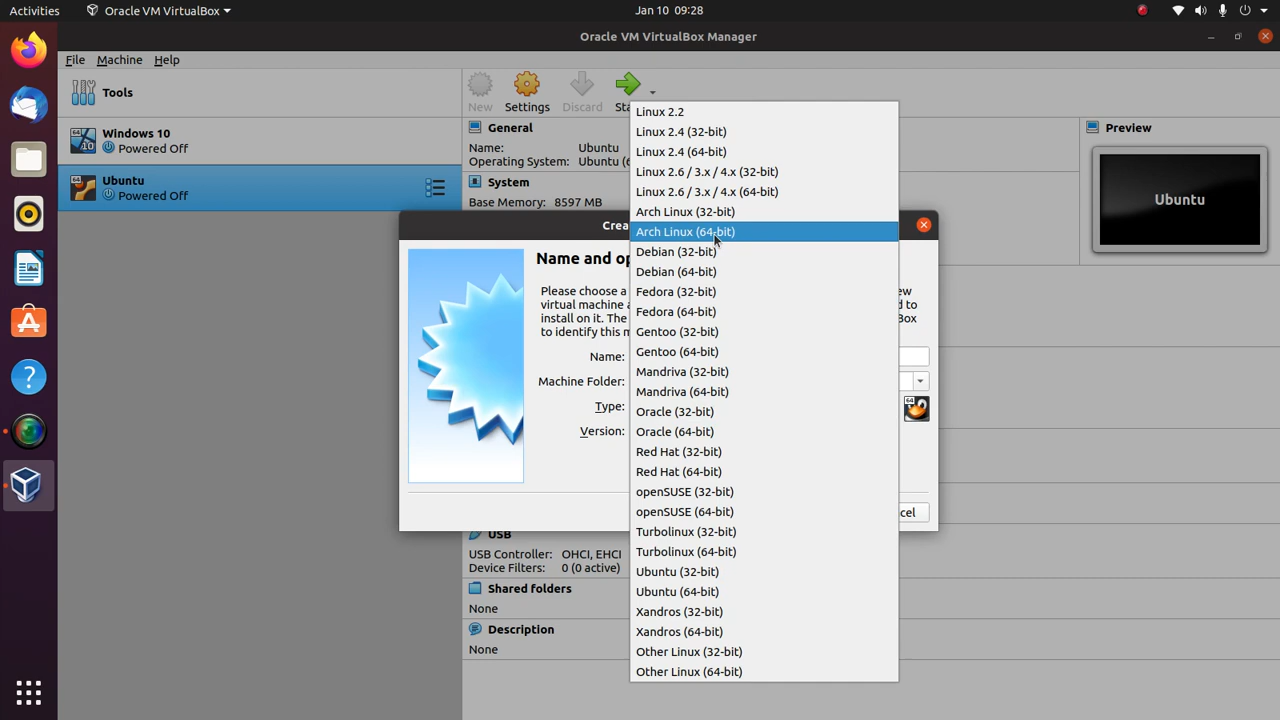 Activities
Oracle VM VirtualBox
Jan 10 09:28
Oracle VM VirtualBox Manager
File Machine Help
Tools
New
Settings
Discard
Sta
Windows 10
Powered Off
Ubuntu
Powered Off
General
Name: Ubuntu
Operating System: Ubuntu (6
System
Base Memory: 8597 MB
Preview
Ubuntu
Crea
Name and op
Please choose a
ew
virtual machine a
d to
install on it. The
Box
to identify this m
Name:
Machine Folder:
Type:
Version:
64
cel
Linux 2.2
Linux 2.4 (32-bit)
Linux 2.4 (64-bit)
Linux 2.6 / 3.x / 4.x (32-bit)
Linux 2.6 / 3.x / 4.x (64-bit)
Arch Linux (32-bit)
Arch Linux (64-bit)
Debian (32-bit)
Debian (64-bit)
Fedora (32-bit)
Fedora (64-bit)
Gentoo (32-bit)
Gentoo (64-bit)
Mandriva (32-bit)
Mandriva (64-bit)
Oracle (32-bit)
Oracle (64-bit)
Red Hat (32-bit)
Red Hat (64-bit)
openSUSE (32-bit)
openSUSE (64-bit)
Turbolinux (32-bit)
Turbolinux (64-bit)
Ubuntu (32-bit)
Ubuntu (64-bit)
Xandros (32-bit)
Xandros (64-bit)
Other Linux (32-bit)
Other Linux (64-bit)
USB
USB Controller: OHCI, EHCI
Device Filters: 0 (0 active)
Shared folders
None
Description
None